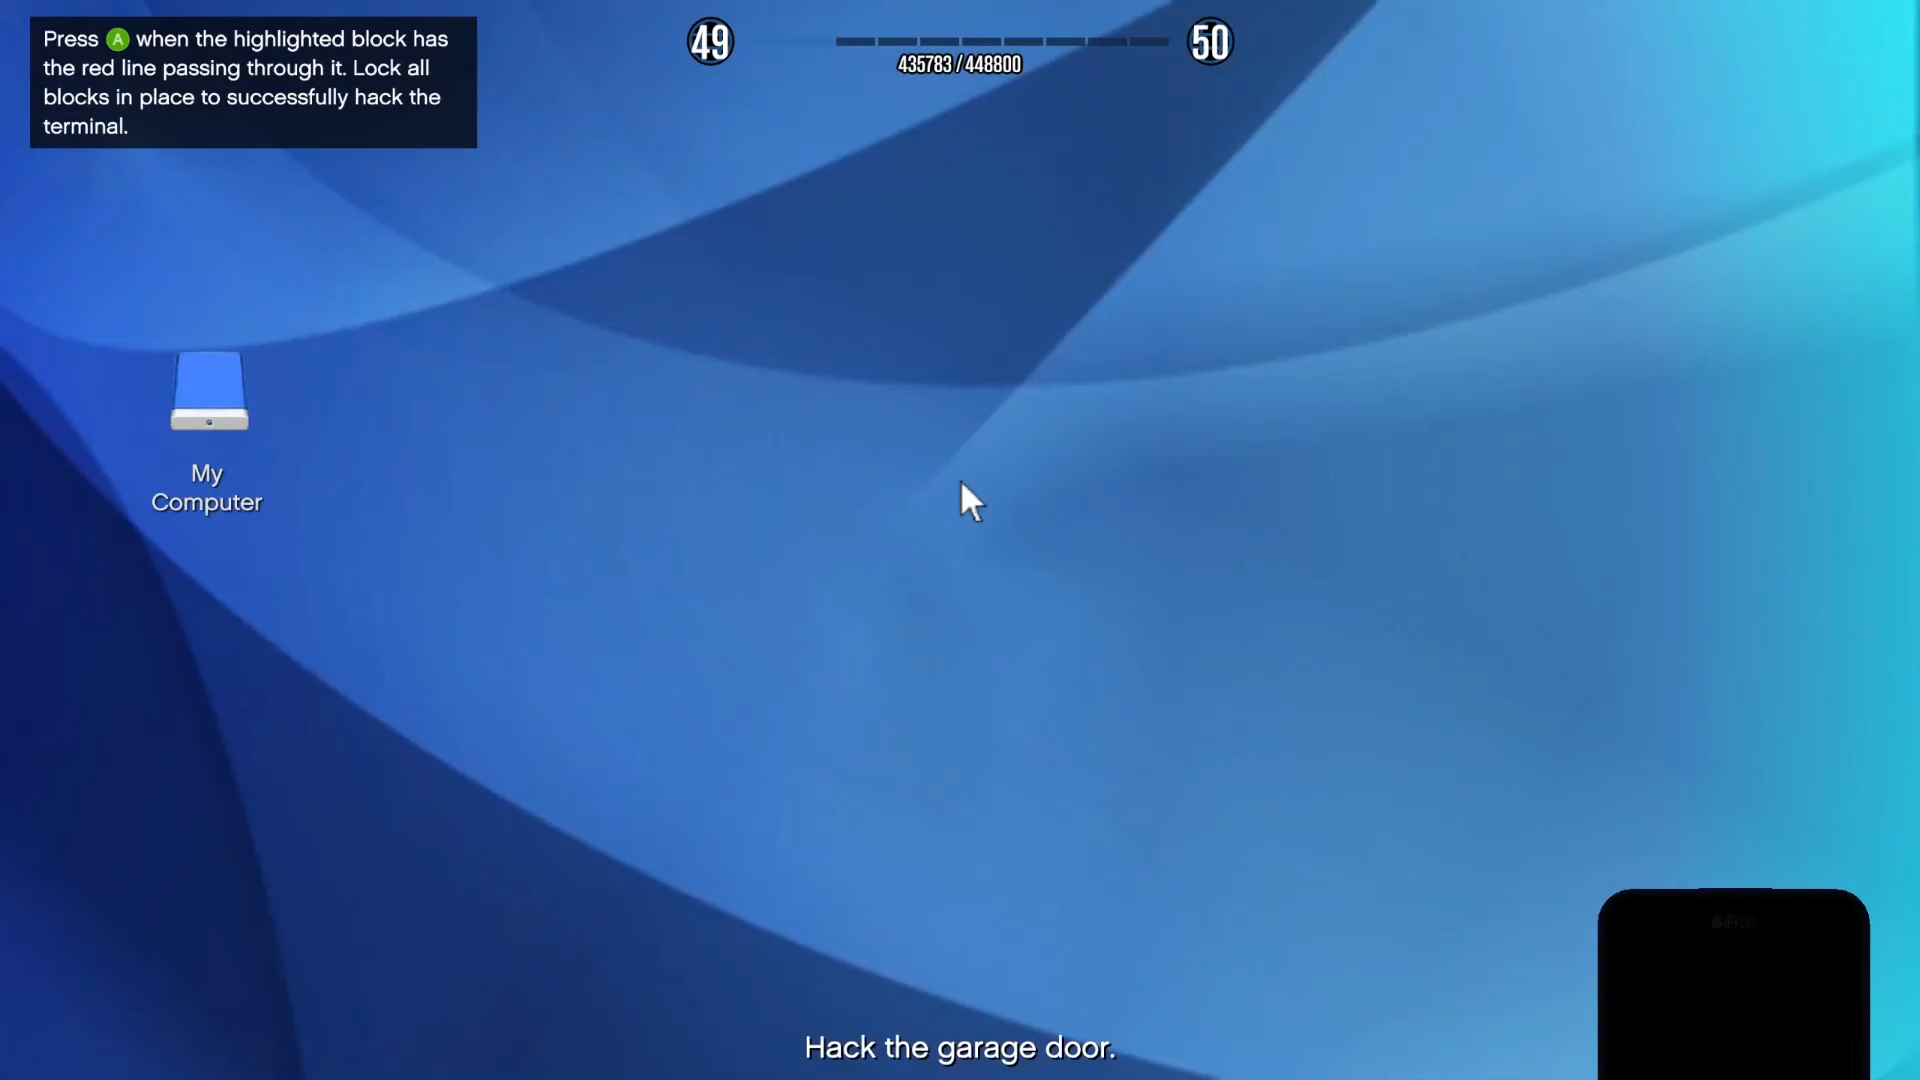 Press A when the highlighted block has
the red line passing through it. Lock all
blocks in place to successfully hack the
terminal.
49
50
435783 / 448800
My
Computer
iFruit
Hack the garage door.